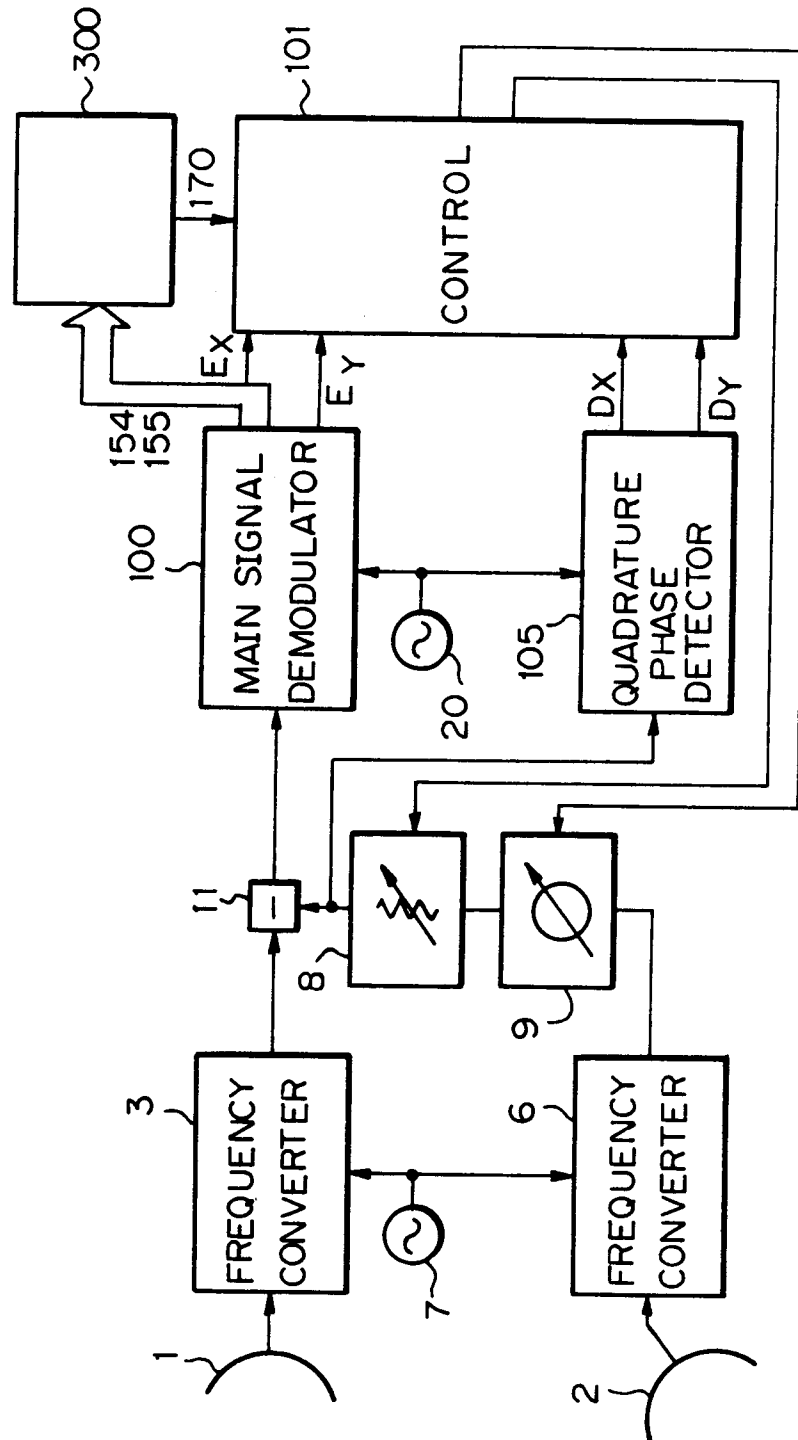 300
101
170
CONTROL
154
155
EX
EY
DX
DY
100
MAIN SIGNAL
DEMODULATOR
20
105
QUADRATURE
PHASE
DETECTOR
11
8
9
3
FREQUENCY
CONVERTER
7
6
FREQUENCY
CONVERTER
1
2